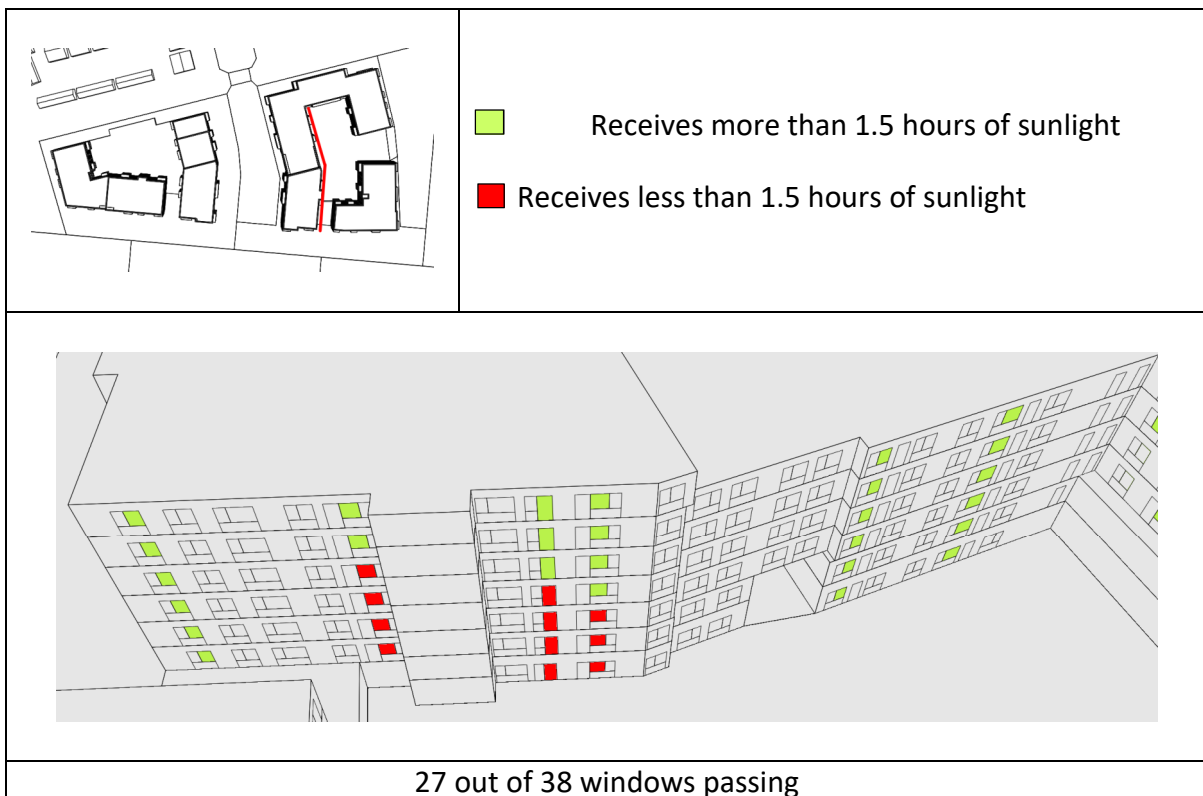 Receives more than 1.5 hours of sunlight
Receives less than 1.5 hours of sunlight
27 out of 38 windows passing